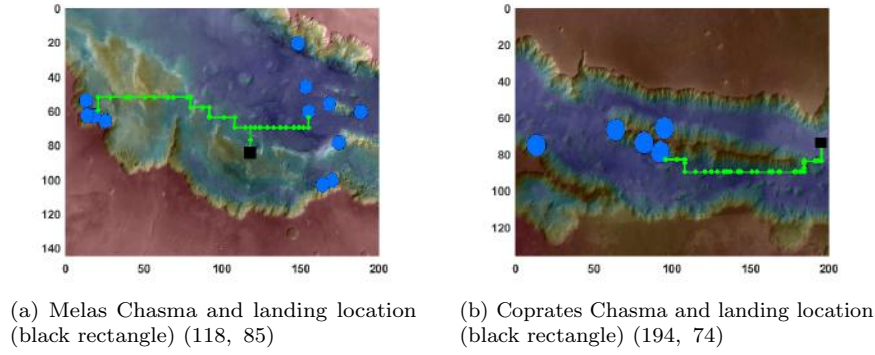 0
20
40
60
80
100
120
140
0 50 100 150 200
0
20
40
60
80
100
120
0 50 100 150 200
(a) Melas Chasma and landing location
(black rectangle) (118, 85)
(b) Coprates Chasma and landing location
(black rectangle) (194, 74)